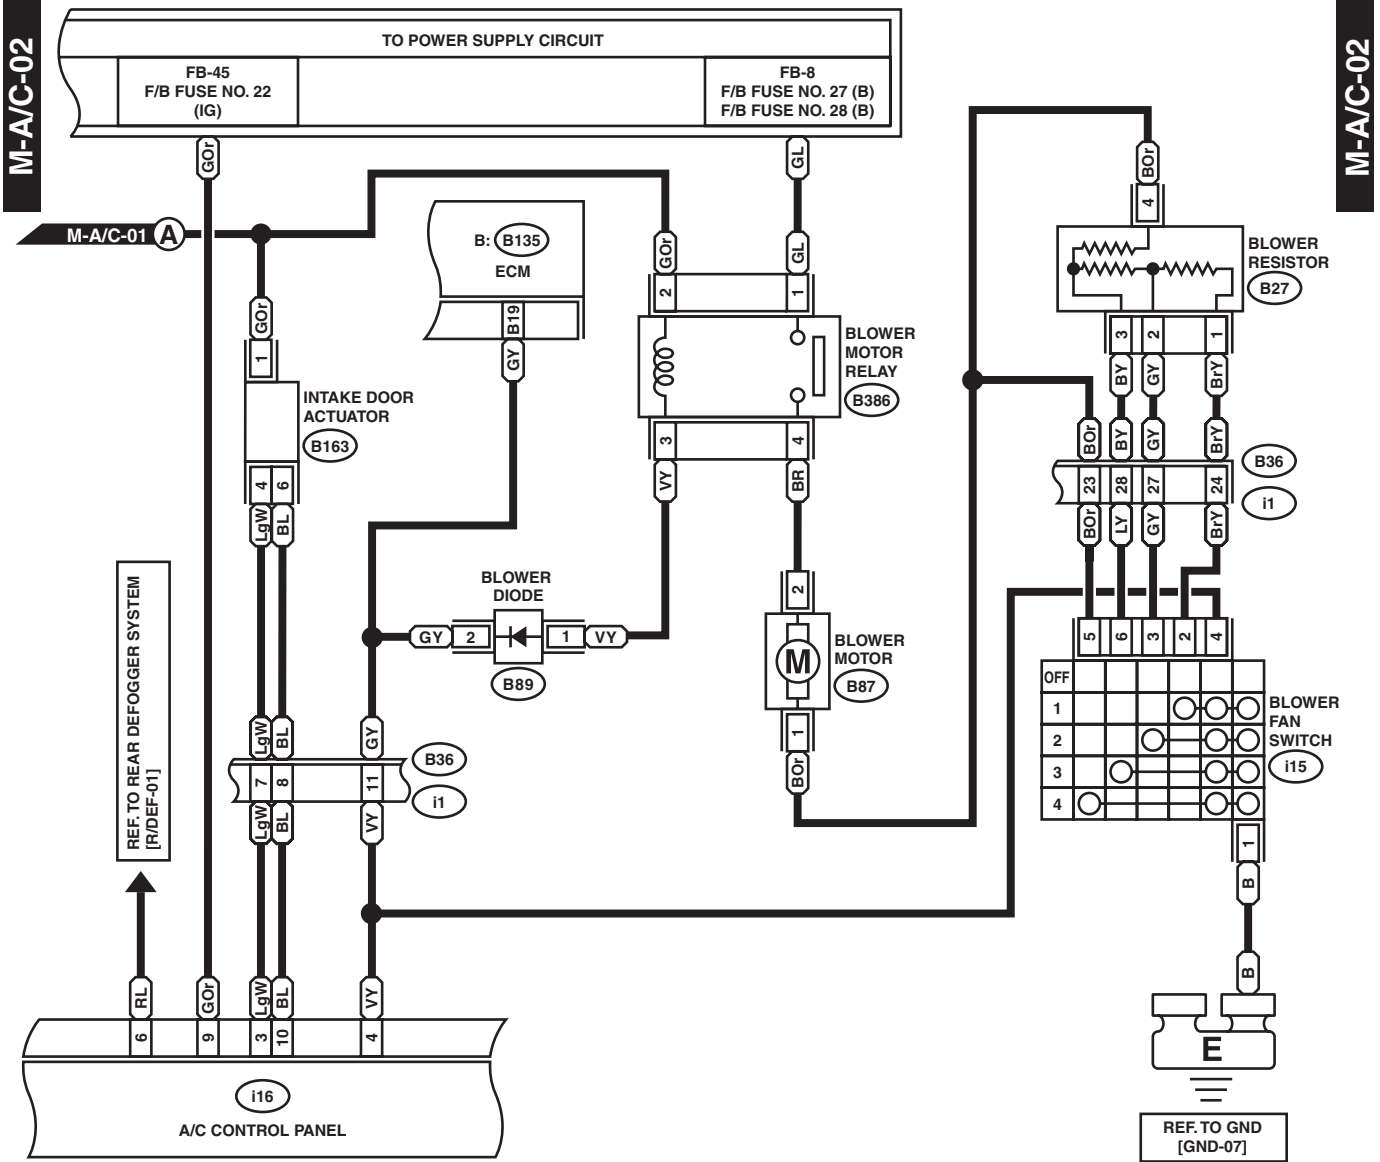 M-A/C-02
M-A/C-02
TO POWER SUPPLY CIRCUIT
FB-45
F/B FUSE NO. 22
(IG)
FB-8
F/B FUSE NO. 27 (B)
F/B FUSE NO. 28 (B)
GOr
GL
BOr
4
M-A/C-01 A
B: B135
ECM
B19
GY
GOr
GL
2
1
BLOWER
RESISTOR
B27
GOr
1
INTAKE DOOR
ACTUATOR
B163
4
6
LgW
BL
BLOWER
MOTOR
RELAY
B386
3
4
VY
BR
3
2
1
BY
GY
BrY
BOr
BY
GY
BrY
23
28
27
24
B36
i1
BOr
LY
GY
BrY
REF. TO REAR DEFOGGER SYSTEM
[R/DEF-01]
BLOWER
DIODE
GY
2
1
VY
B89
2
M
BLOWER
MOTOR
B87
1
BOr
5
6
3
2
4
OFF
1
2
3
4
BLOWER
FAN
SWITCH
i15
1
B
B
LgW
BL
GY
7
8
11
B36
i1
LgW
BL
VY
RL
GOr
LgW
BL
VY
6
9
3
10
4
i16
A/C CONTROL PANEL
E
REF. TO GND
[GND-07]